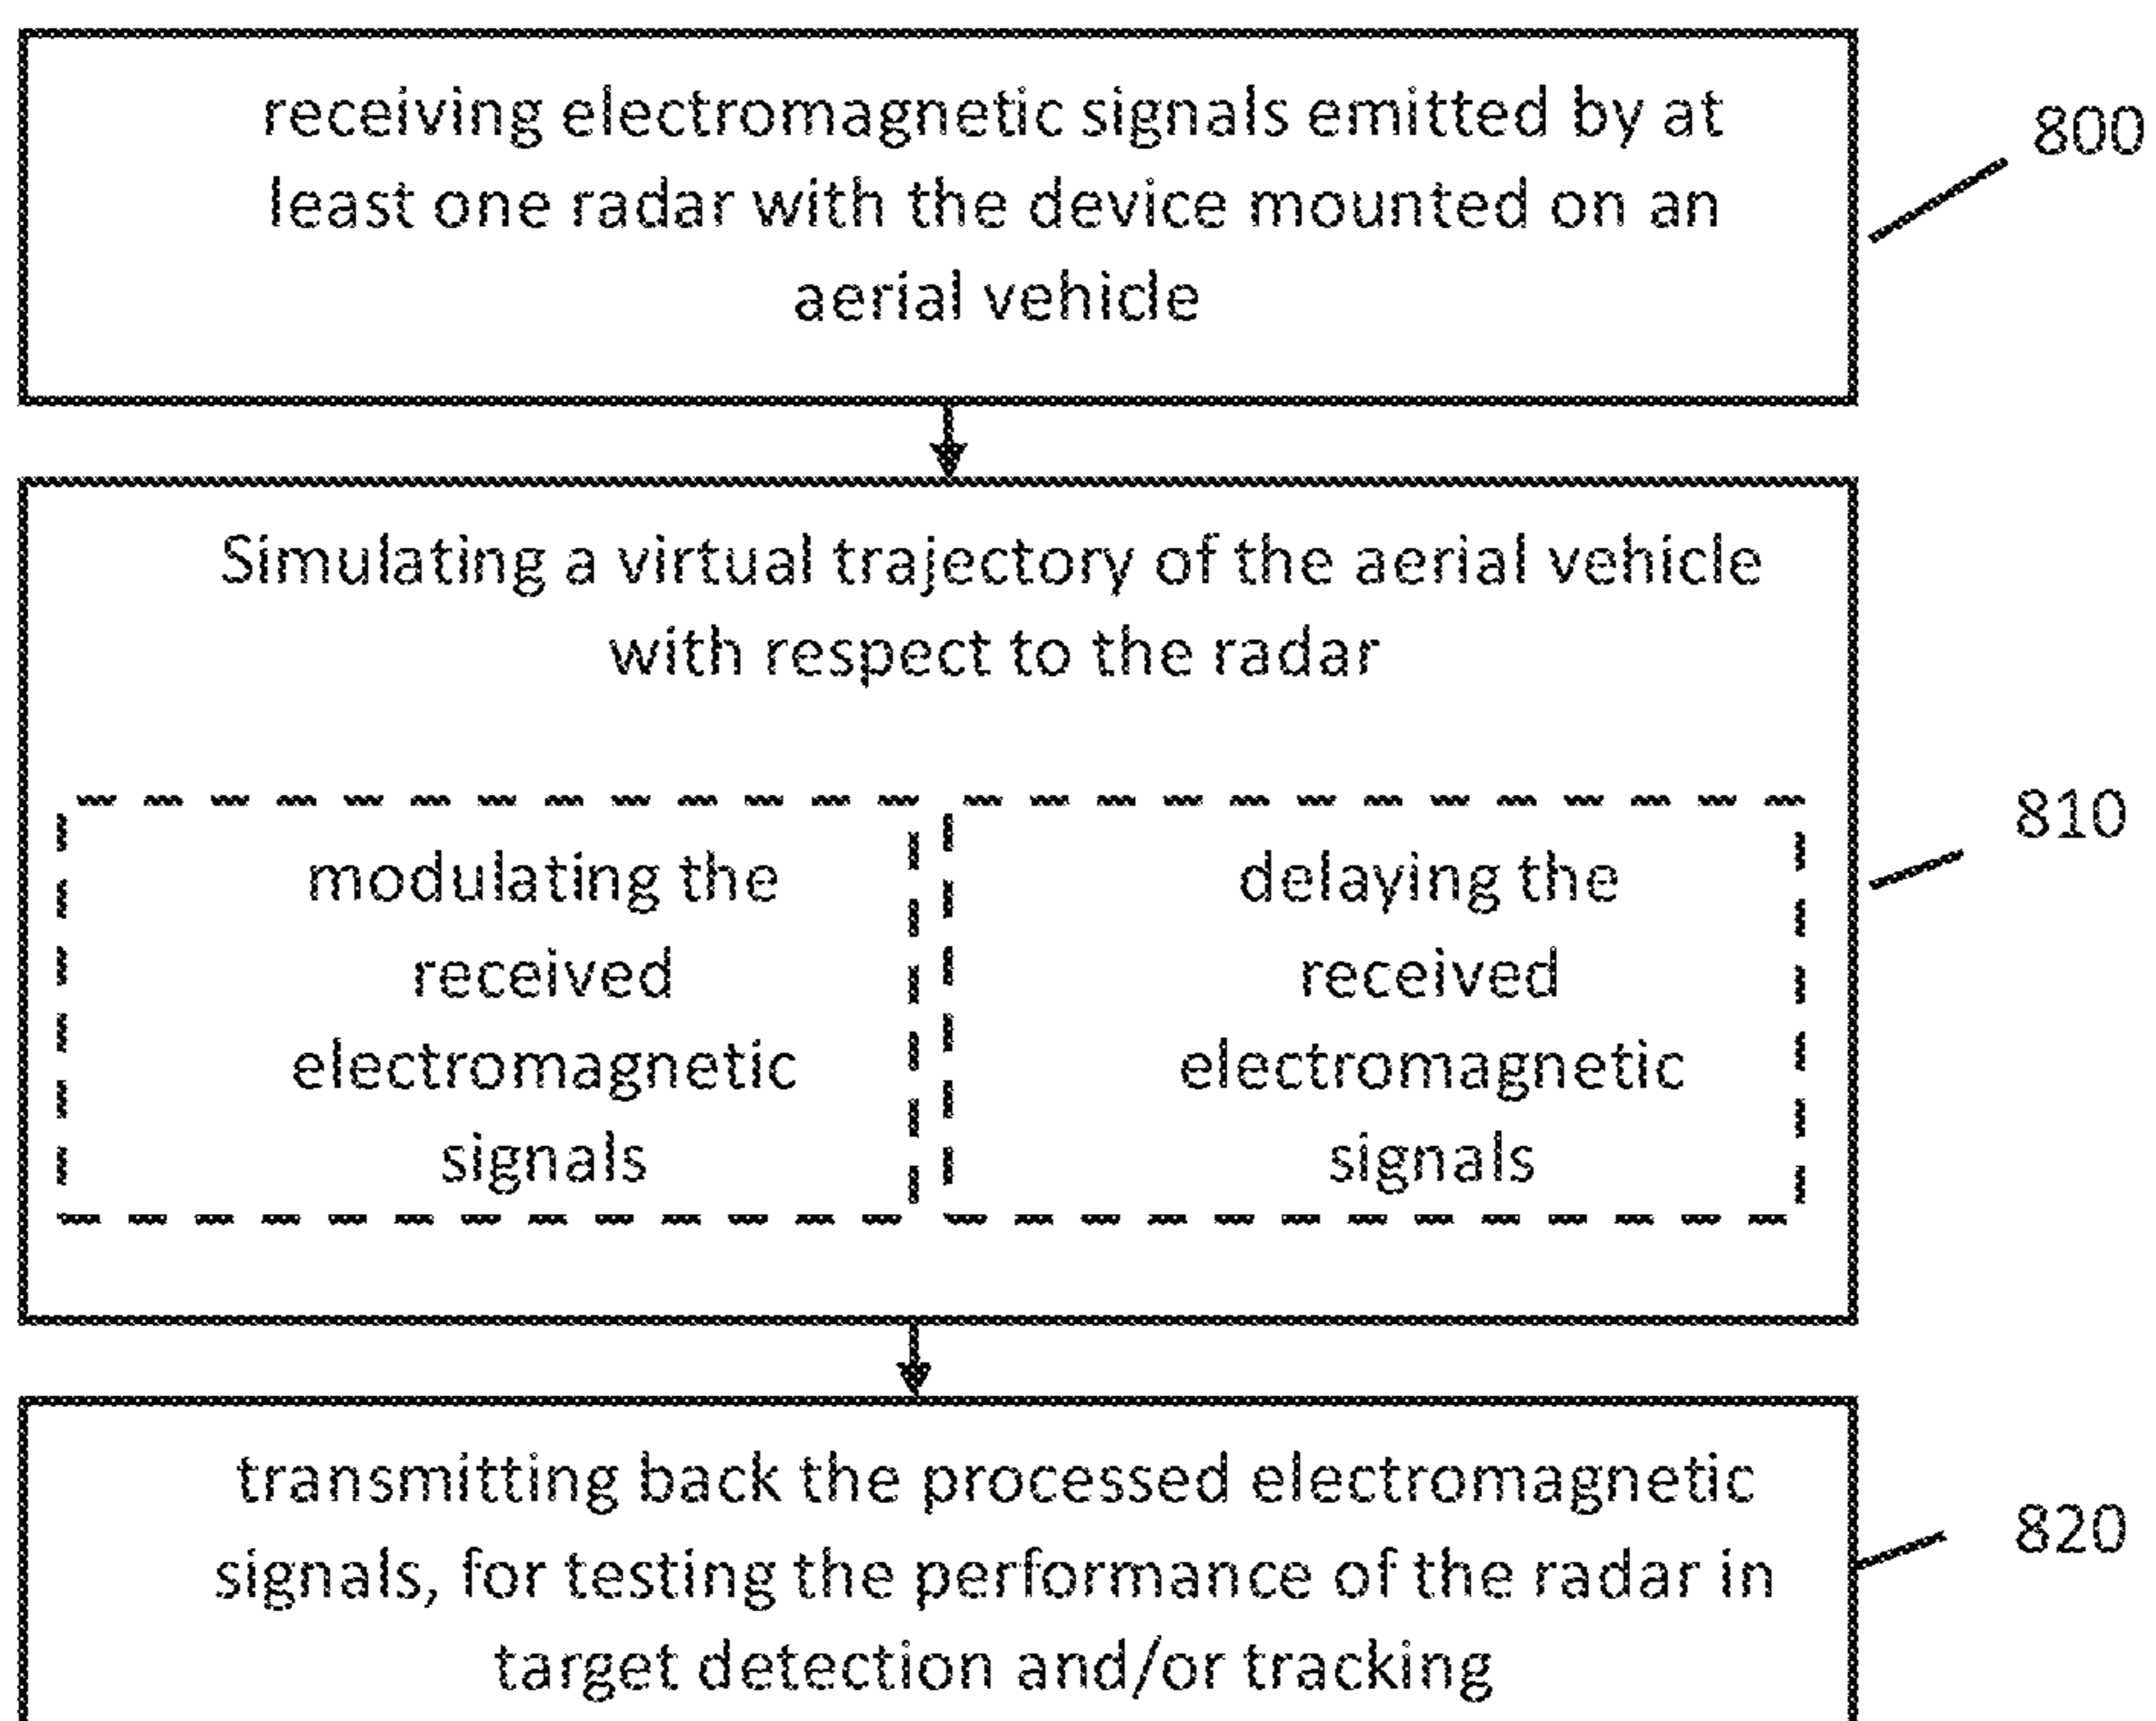 receiving electromagnetic signals emitted by at
least one radar with the device mounted on an
aerial vehicle
800
Simulating a virtual trajectory of the aerial vehicle
with respect to the radar
modulating the
received
electromagnetic
signals
delaying the
received
electromagnetic
signals
810
transmitting back the processed electromagnetic
signals, for testing the performance of the radar in
target detection and/or tracking
820